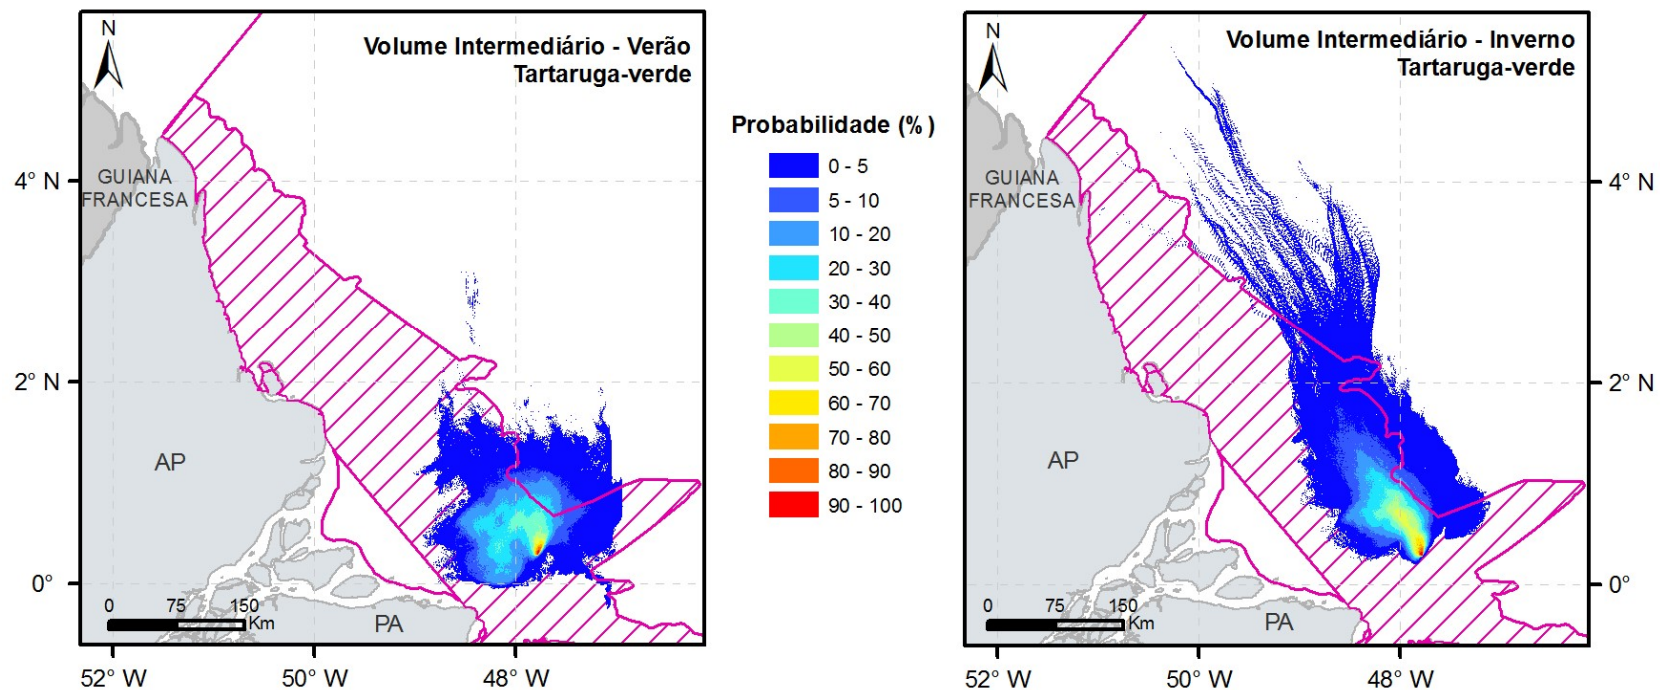 N
Volume Intermediário - Verão
Tartaruga-verde
GUIANA
FRANCESA
AP
PA
0 75 150
Km
4° N
2° N
0°
52° W 50° W 48° W
Probabilidade (%)
0 - 5
5 - 10
10 - 20
20 - 30
30 - 40
40 - 50
50 - 60
60 - 70
70 - 80
80 - 90
90 - 100
N
Volume Intermediário - Inverno
Tartaruga-verde
GUIANA
FRANCESA
AP
PA
0 75 150
Km
4° N
2° N
0°
52° W 50° W 48° W